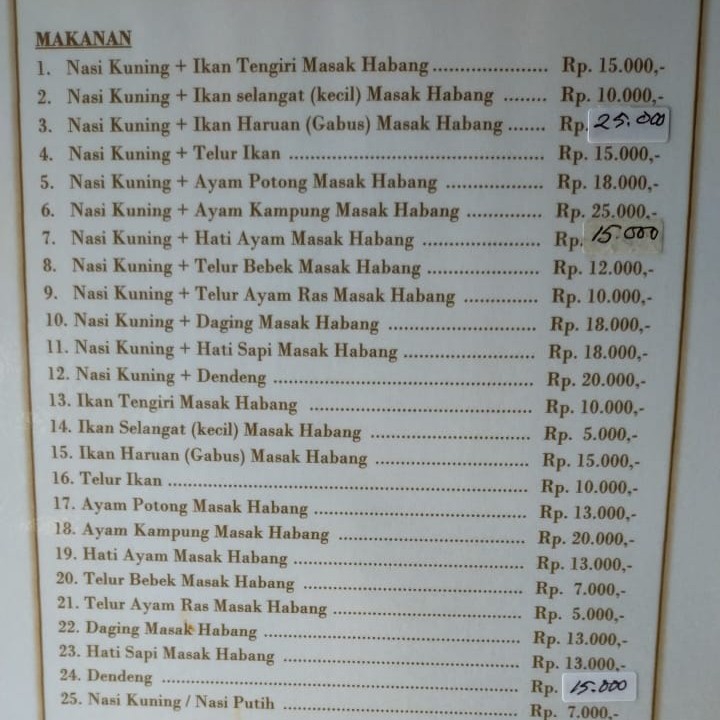 MAKANAN
1. Nasi Kuning + Ikan Tengiri Masak Habang ..................... Rp. 15.000,-
2. Nasi Kuning + Ikan selangat (kecil) Masak Habang ........ Rp. 10.000,-
3. Nasi Kuning + Ikan Haruan (Gabus) Masak Habang ....... Rp. 25.000
4. Nasi Kuning + Telur Ikan ............................................... Rp. 15.000,-
5. Nasi Kuning + Ayam Potong Masak Habang .................. Rp. 18.000,-
6. Nasi Kuning + Ayam Kampung Masak Habang .............. Rp. 25.000,-
7. Nasi Kuning + Hati Ayam Masak Habang ...................... Rp. 15.000
8. Nasi Kuning + Telur Bebek Masak Habang ..................... Rp. 12.000,-
9. Nasi Kuning + Telur Ayam Ras Masak Habang .............. Rp. 10.000,-
10. Nasi Kuning + Daging Masak Habang ........................... Rp. 18.000,-
11. Nasi Kuning + Hati Sapi Masak Habang ........................ Rp. 18.000,-
12. Nasi Kuning + Dendeng ................................................ Rp. 20.000,-
13. Ikan Tengiri Masak Habang ......................................... Rp. 10.000,-
14. Ikan Selangat (kecil) Masak Habang ............................. Rp. 5.000,-
15. Ikan Haruan (Gabus) Masak Habang ............................ Rp. 15.000,-
16. Telur Ikan .................................................................... Rp. 10.000,-
17. Ayam Potong Masak Habang ........................................ Rp. 13.000,-
18. Ayam Kampung Masak Habang .................................... Rp. 20.000,-
19. Hati Ayam Masak Habang ............................................ Rp. 13.000,-
20. Telur Bebek Masak Habang .......................................... Rp. 7.000,-
21. Telur Ayam Ras Masak Habang .................................... Rp. 5.000,-
22. Daging Masak Habang .................................................. Rp. 13.000,-
23. Hati Sapi Masak Habang ............................................... Rp. 13.000,-
24. Dendeng ....................................................................... Rp. 15.000
25. Nasi Kuning / Nasi Putih .............................................. Rp. 7.000,-